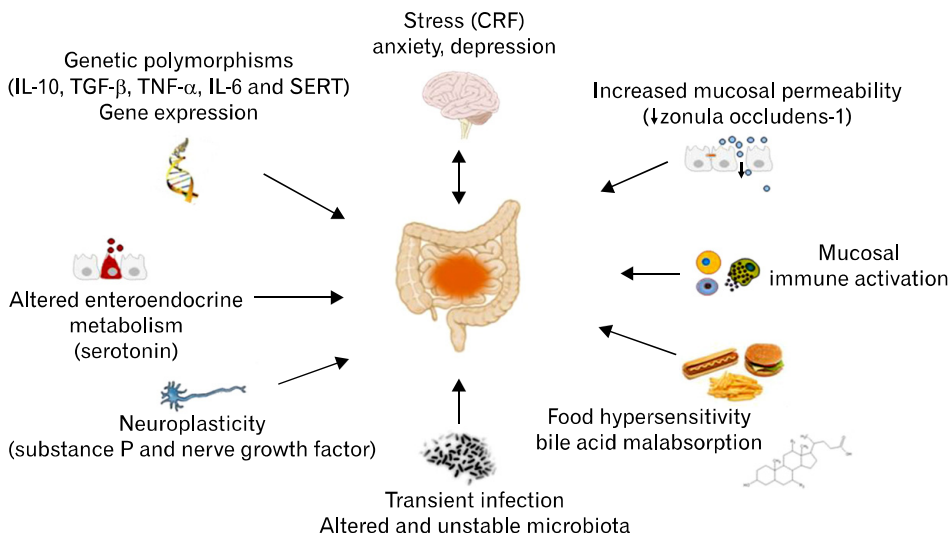 Stress (CRF)
anxiety, depression
Genetic polymorphisms
(IL-10, TGF-β, TNF-α, IL-6 and SERT)
Gene expression
Increased mucosal permeability
(↓zonula occludens-1)
Altered enteroendocrine
metabolism
(serotonin)
Mucosal
immune activation
Neuroplasticity
(substance P and nerve growth factor)
Food hypersensitivity
bile acid malabsorption
Transient infection
Altered and unstable microbiota